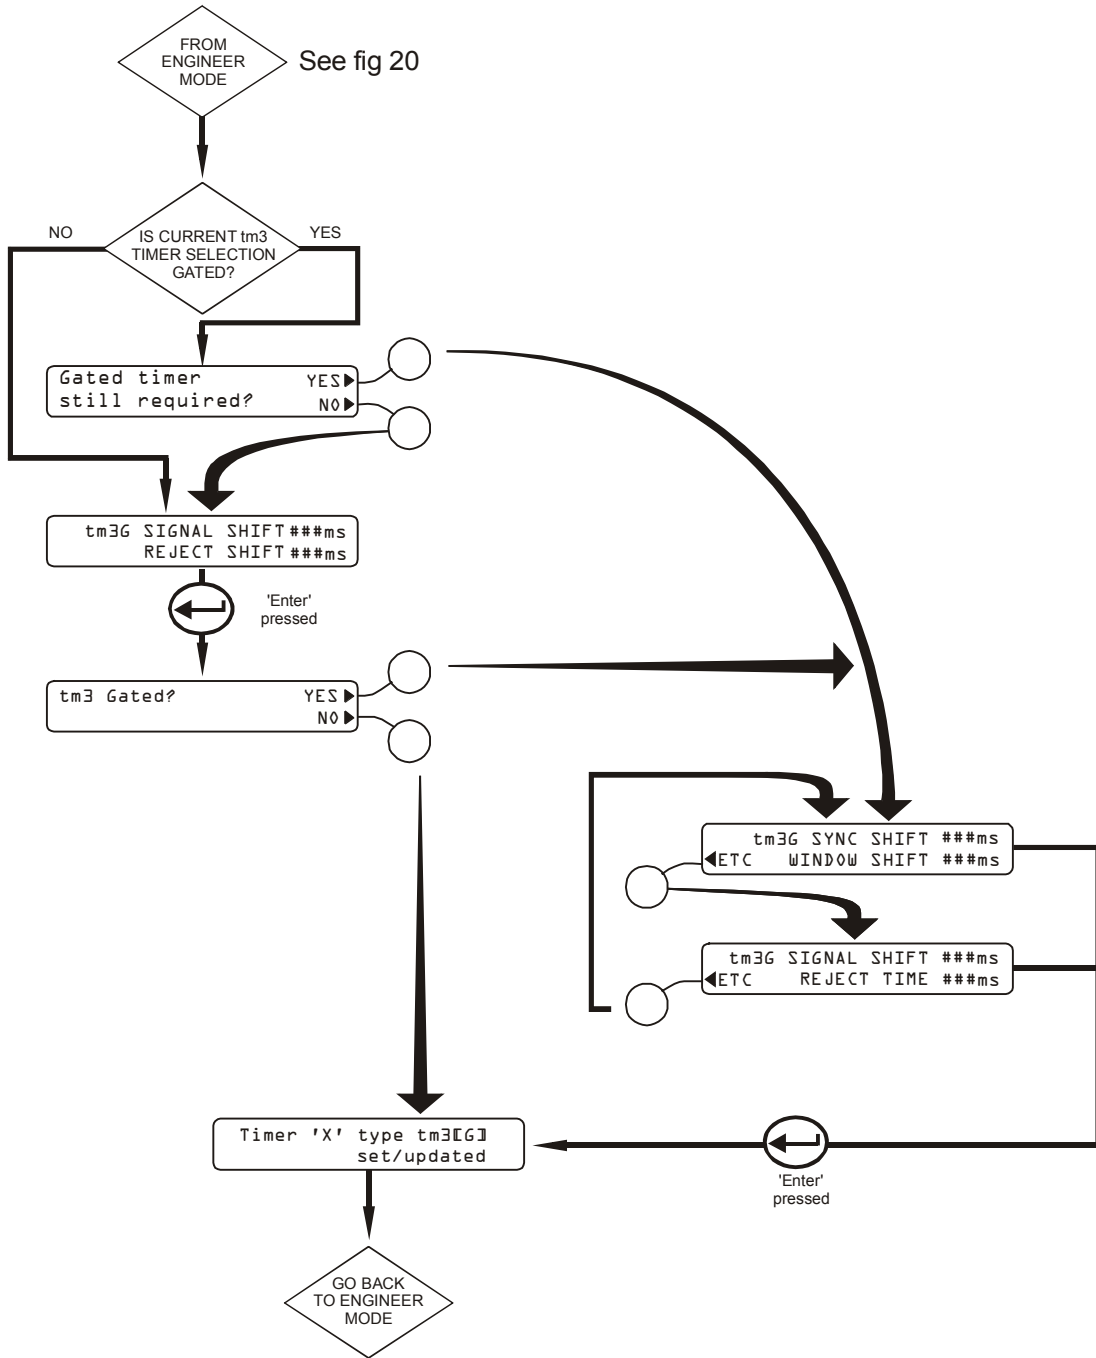 FROM
ENGINEER
MODE
See fig 20
NO
IS CURRENT tm3
TIMER SELECTION
GATED?
YES
Gated timer YES
still required? NO
tm3G SIGNAL SHIFT ###ms
REJECT SHIFT ###ms
'Enter'
pressed
tm3 Gated? YES
NO
tm3G SYNC SHIFT ###ms
ETC WINDOW SHIFT ###ms
tm3G SIGNAL SHIFT ###ms
ETC REJECT TIME ###ms
Timer 'X' type tm3[G]
set/updated
'Enter'
pressed
GO BACK
TO ENGINEER
MODE